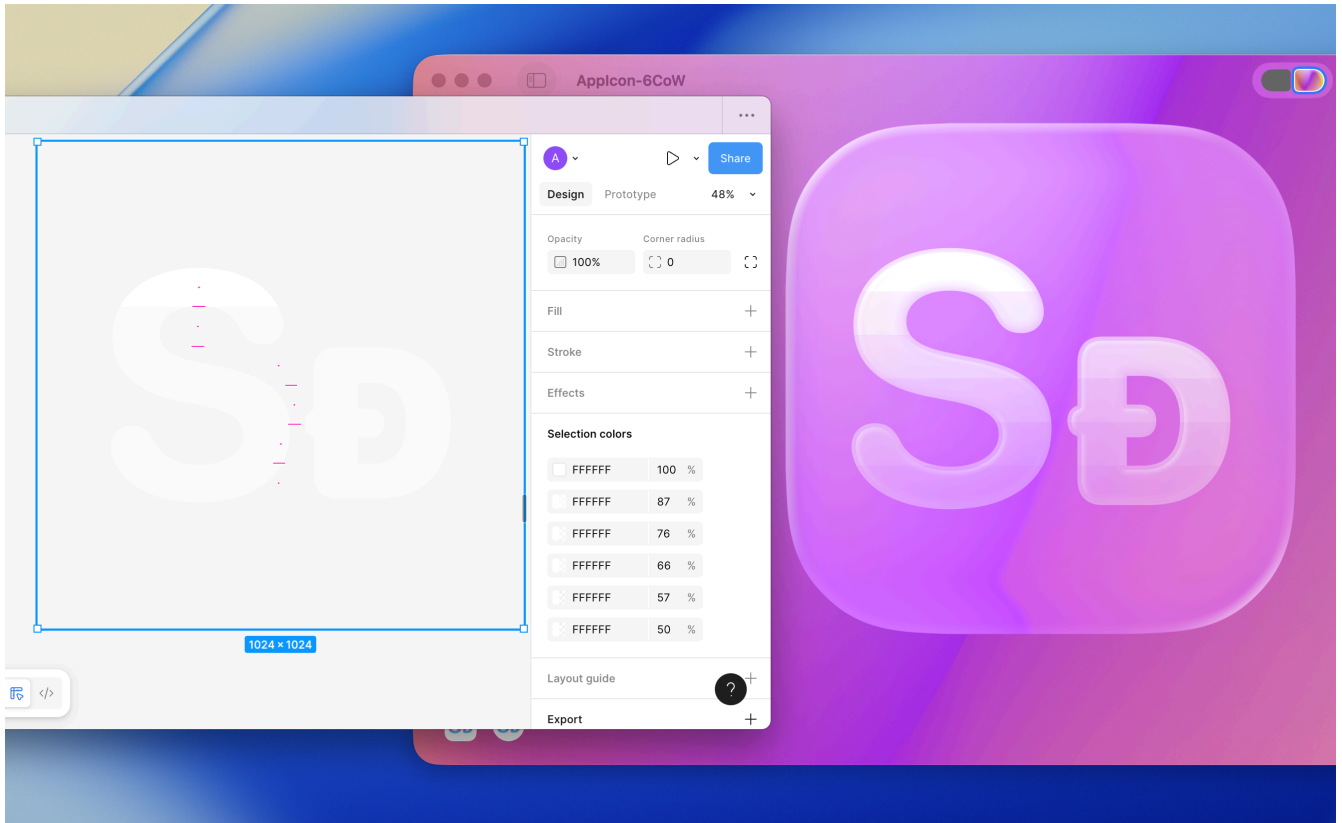 AppIcon-6CoW
A
Share
Design Prototype 48%
Opacity Corner radius
100% 0
Fill
Stroke
Effects
Selection colors
FFFFFF 100 %
FFFFFF 87 %
FFFFFF 76 %
FFFFFF 66 %
FFFFFF 57 %
FFFFFF 50 %
Layout guide
?
Export
1024 × 1024
</>
SĐ
SĐ